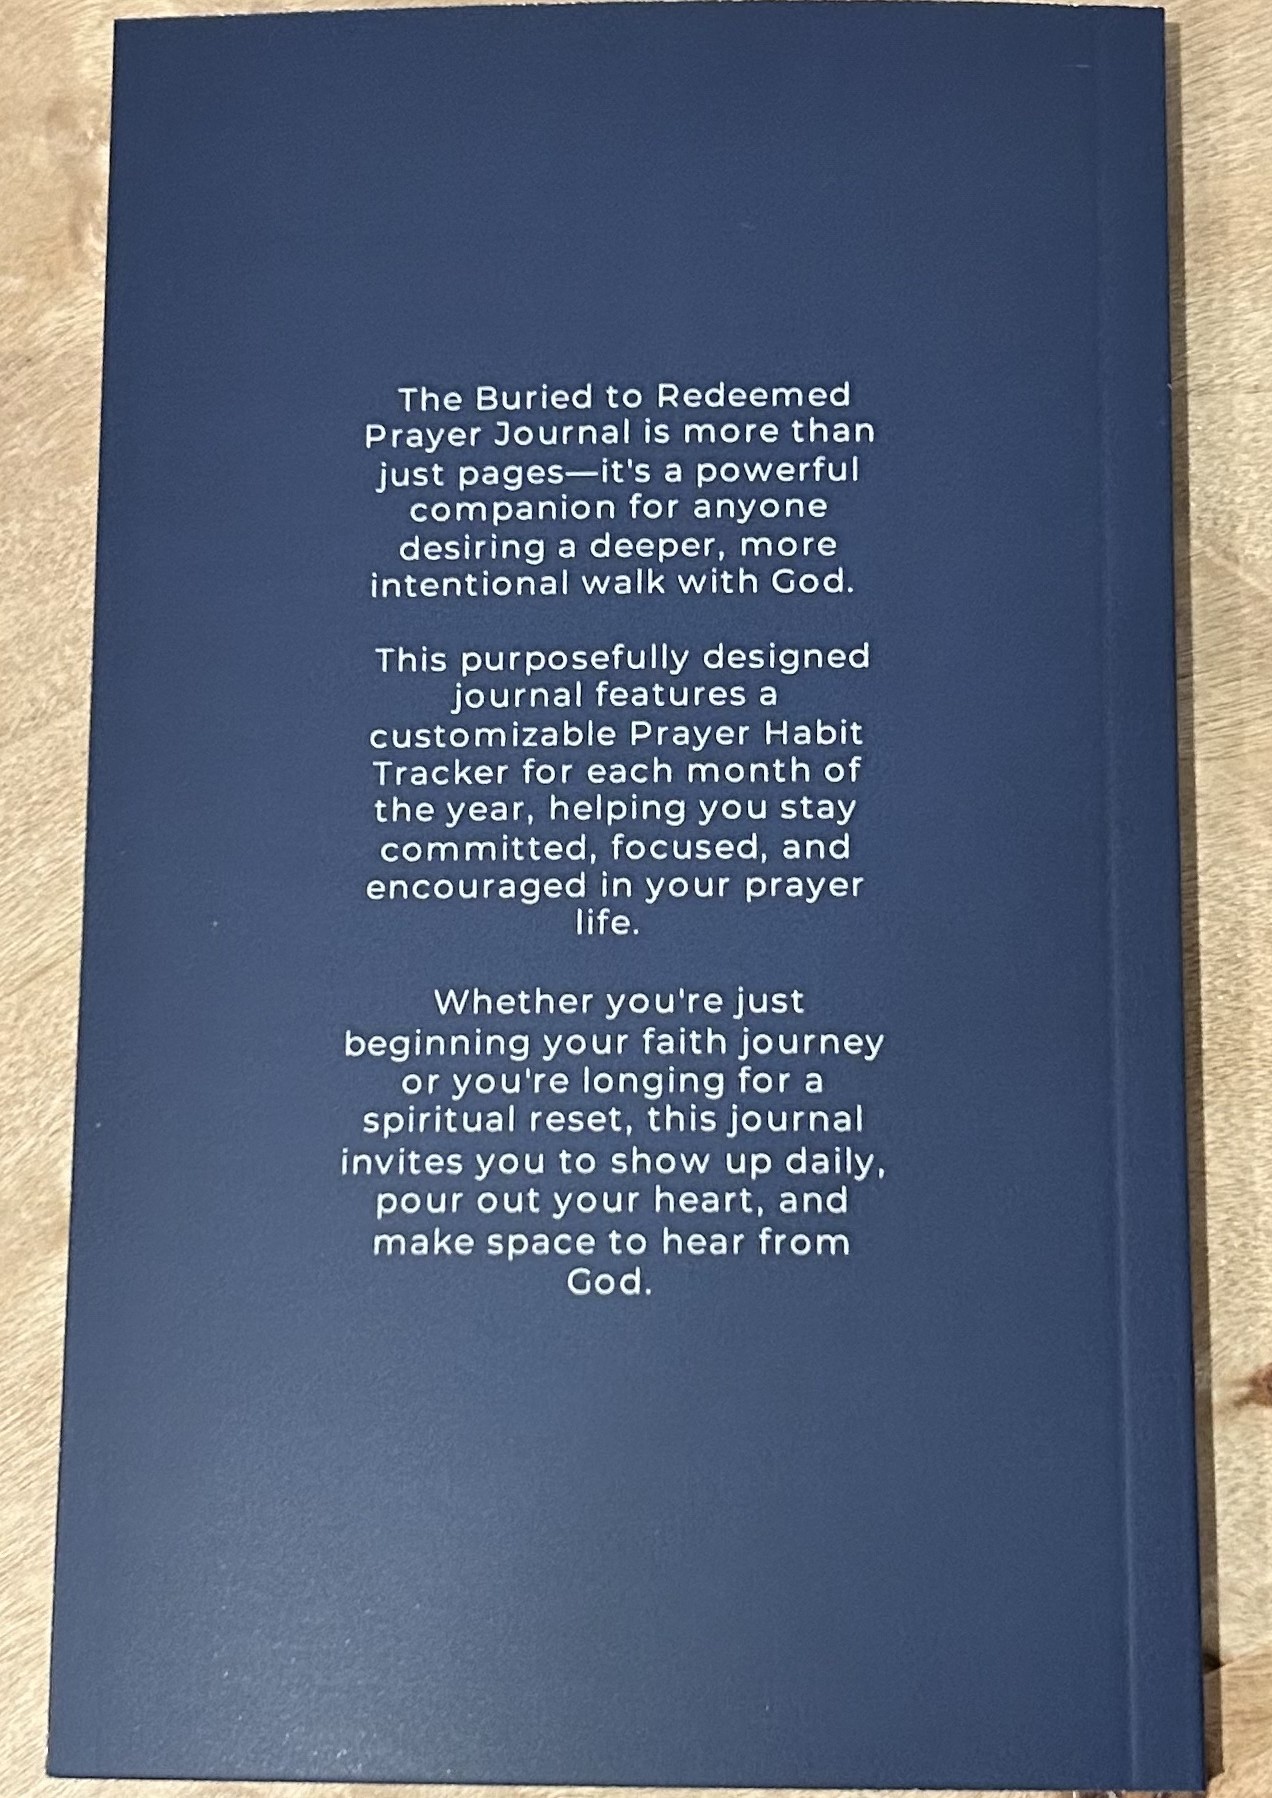 The Buried to Redeemed
Prayer Journal is more than
just pages—it's a powerful
companion for anyone
desiring a deeper, more
intentional walk with God.
This purposefully designed
journal features a
customizable Prayer Habit
Tracker for each month of
the year, helping you stay
committed, focused, and
encouraged in your prayer
life.
Whether you're just
beginning your faith journey
or you're longing for a
spiritual reset, this journal
invites you to show up daily,
pour out your heart, and
make space to hear from
God.